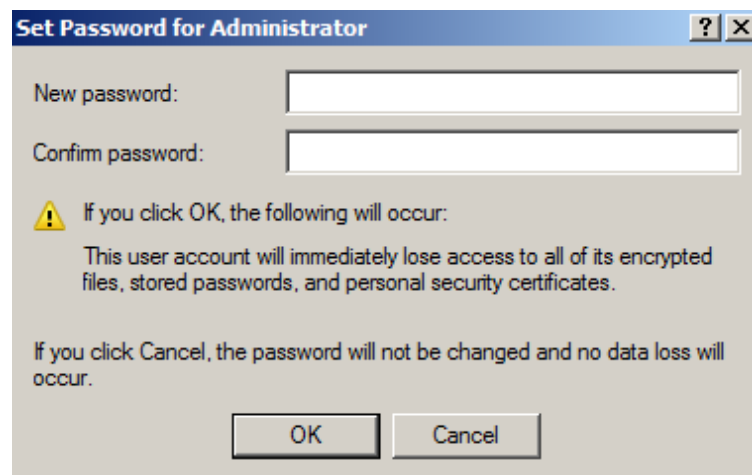 Set Password for Administrator
New password:
Confirm password:
If you click OK, the following will occur:
This user account will immediately lose access to all of its encrypted
files, stored passwords, and personal security certificates.
If you click Cancel, the password will not be changed and no data loss will
occur.
OK Cancel